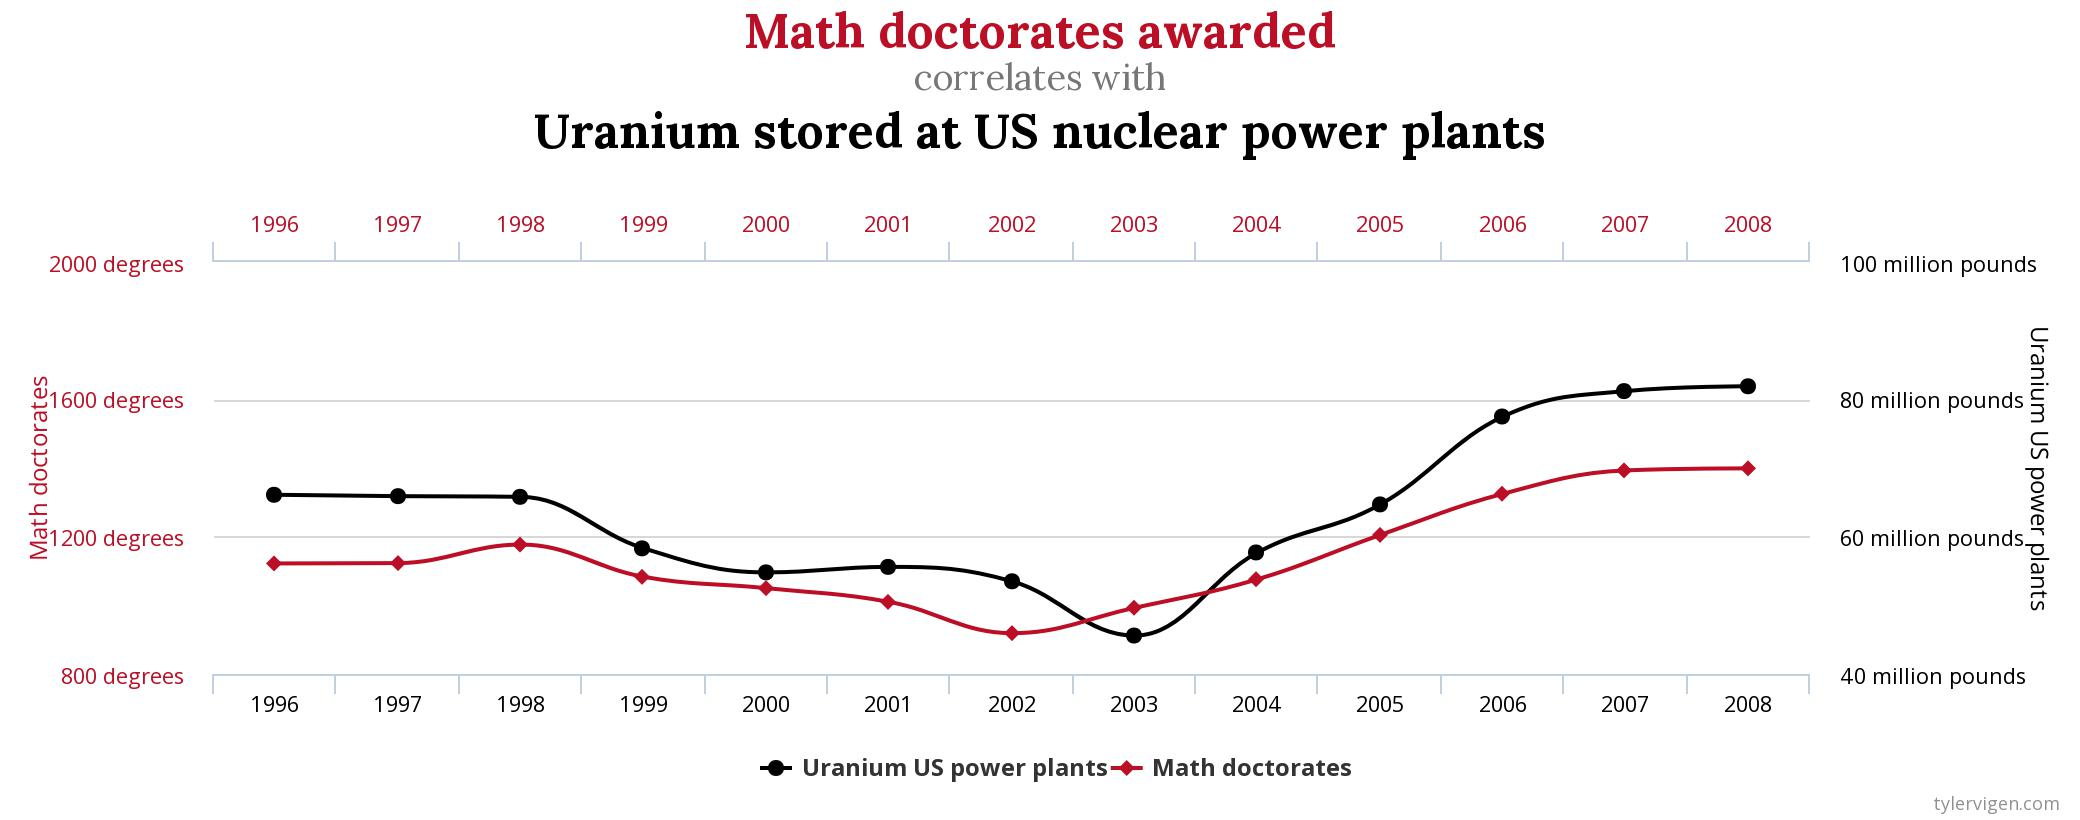 Math doctorates awarded
correlates with
Uranium stored at US nuclear power plants
1996 1997 1998 1999 2000 2001 2002 2003 2004 2005 2006 2007 2008
2000 degrees 100 million pounds
1600 degrees 80 million pounds
1200 degrees 60 million pounds
800 degrees 40 million pounds
Math doctorates
Uranium US power plants
1996 1997 1998 1999 2000 2001 2002 2003 2004 2005 2006 2007 2008
Uranium US power plants Math doctorates
tylervigen.com